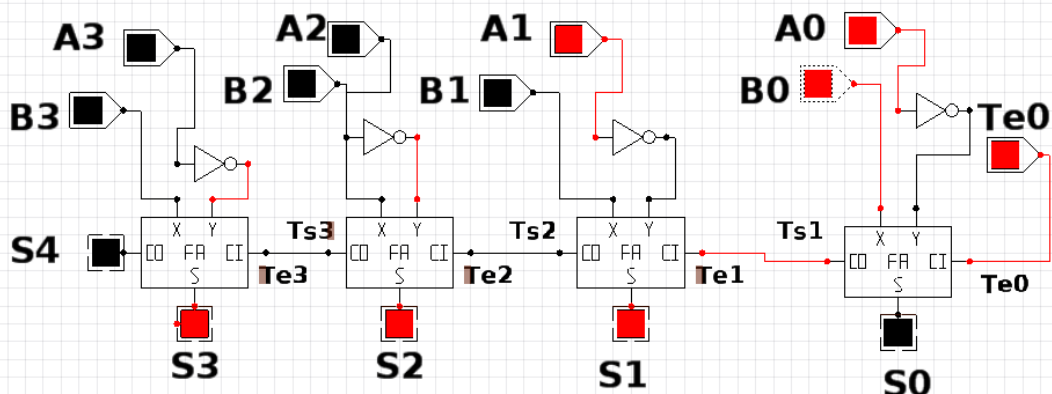 A3 A2 A1 A0
B3 B2 B1 B0 Te0
X Y X Y X Y X Y
Ts3 Ts2 Ts1
S4 CO FA CI CO FA CI CO FA CI CO FA CI
Te3 Te2 Te1 Te0
S S S S
S3 S2 S1 S0